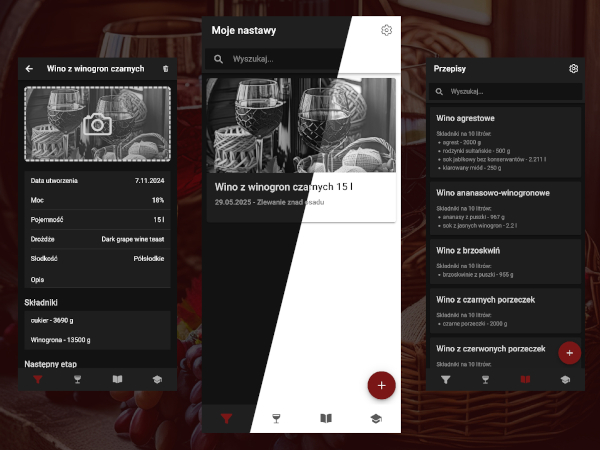 Wino z winogron czarnych
Data utworzenia 7.11.2024
Moc 18%
Pojemność 15 l
Drożdże Dark grape wine teast
Słodkość Półsłodkie
Opis
Składniki
cukier - 3690 g
Winogrona - 13500 g
Następny etap
Moje nastawy
Wyszukaj...
Wino z winogron czarnych 15 l
29.05.2025 - Zlewanie znad osadu
Przepisy
Wyszukaj...
Wino agrestowe
Składniki na 10 litrów:
• agrest - 2000 g
• rodzynki sułtańskie - 500 g
• sok jabłkowy bez konserwantów - 2.211 l
• klarowany miód - 250 g
Wino ananasowo-winogronowe
Składniki na 10 litrów:
• ananasy z puszki - 967 g
• sok z jasnych winogron - 2.2 l
Wino z brzoskwiń
Składniki na 10 litrów:
• brzoskwinie z puszki - 955 g
Wino z czarnych porzeczek
Składniki na 10 litrów:
• czarne porzeczki - 2000 g
Wino z czerwonych porzeczek
Składniki na 10 litrów: